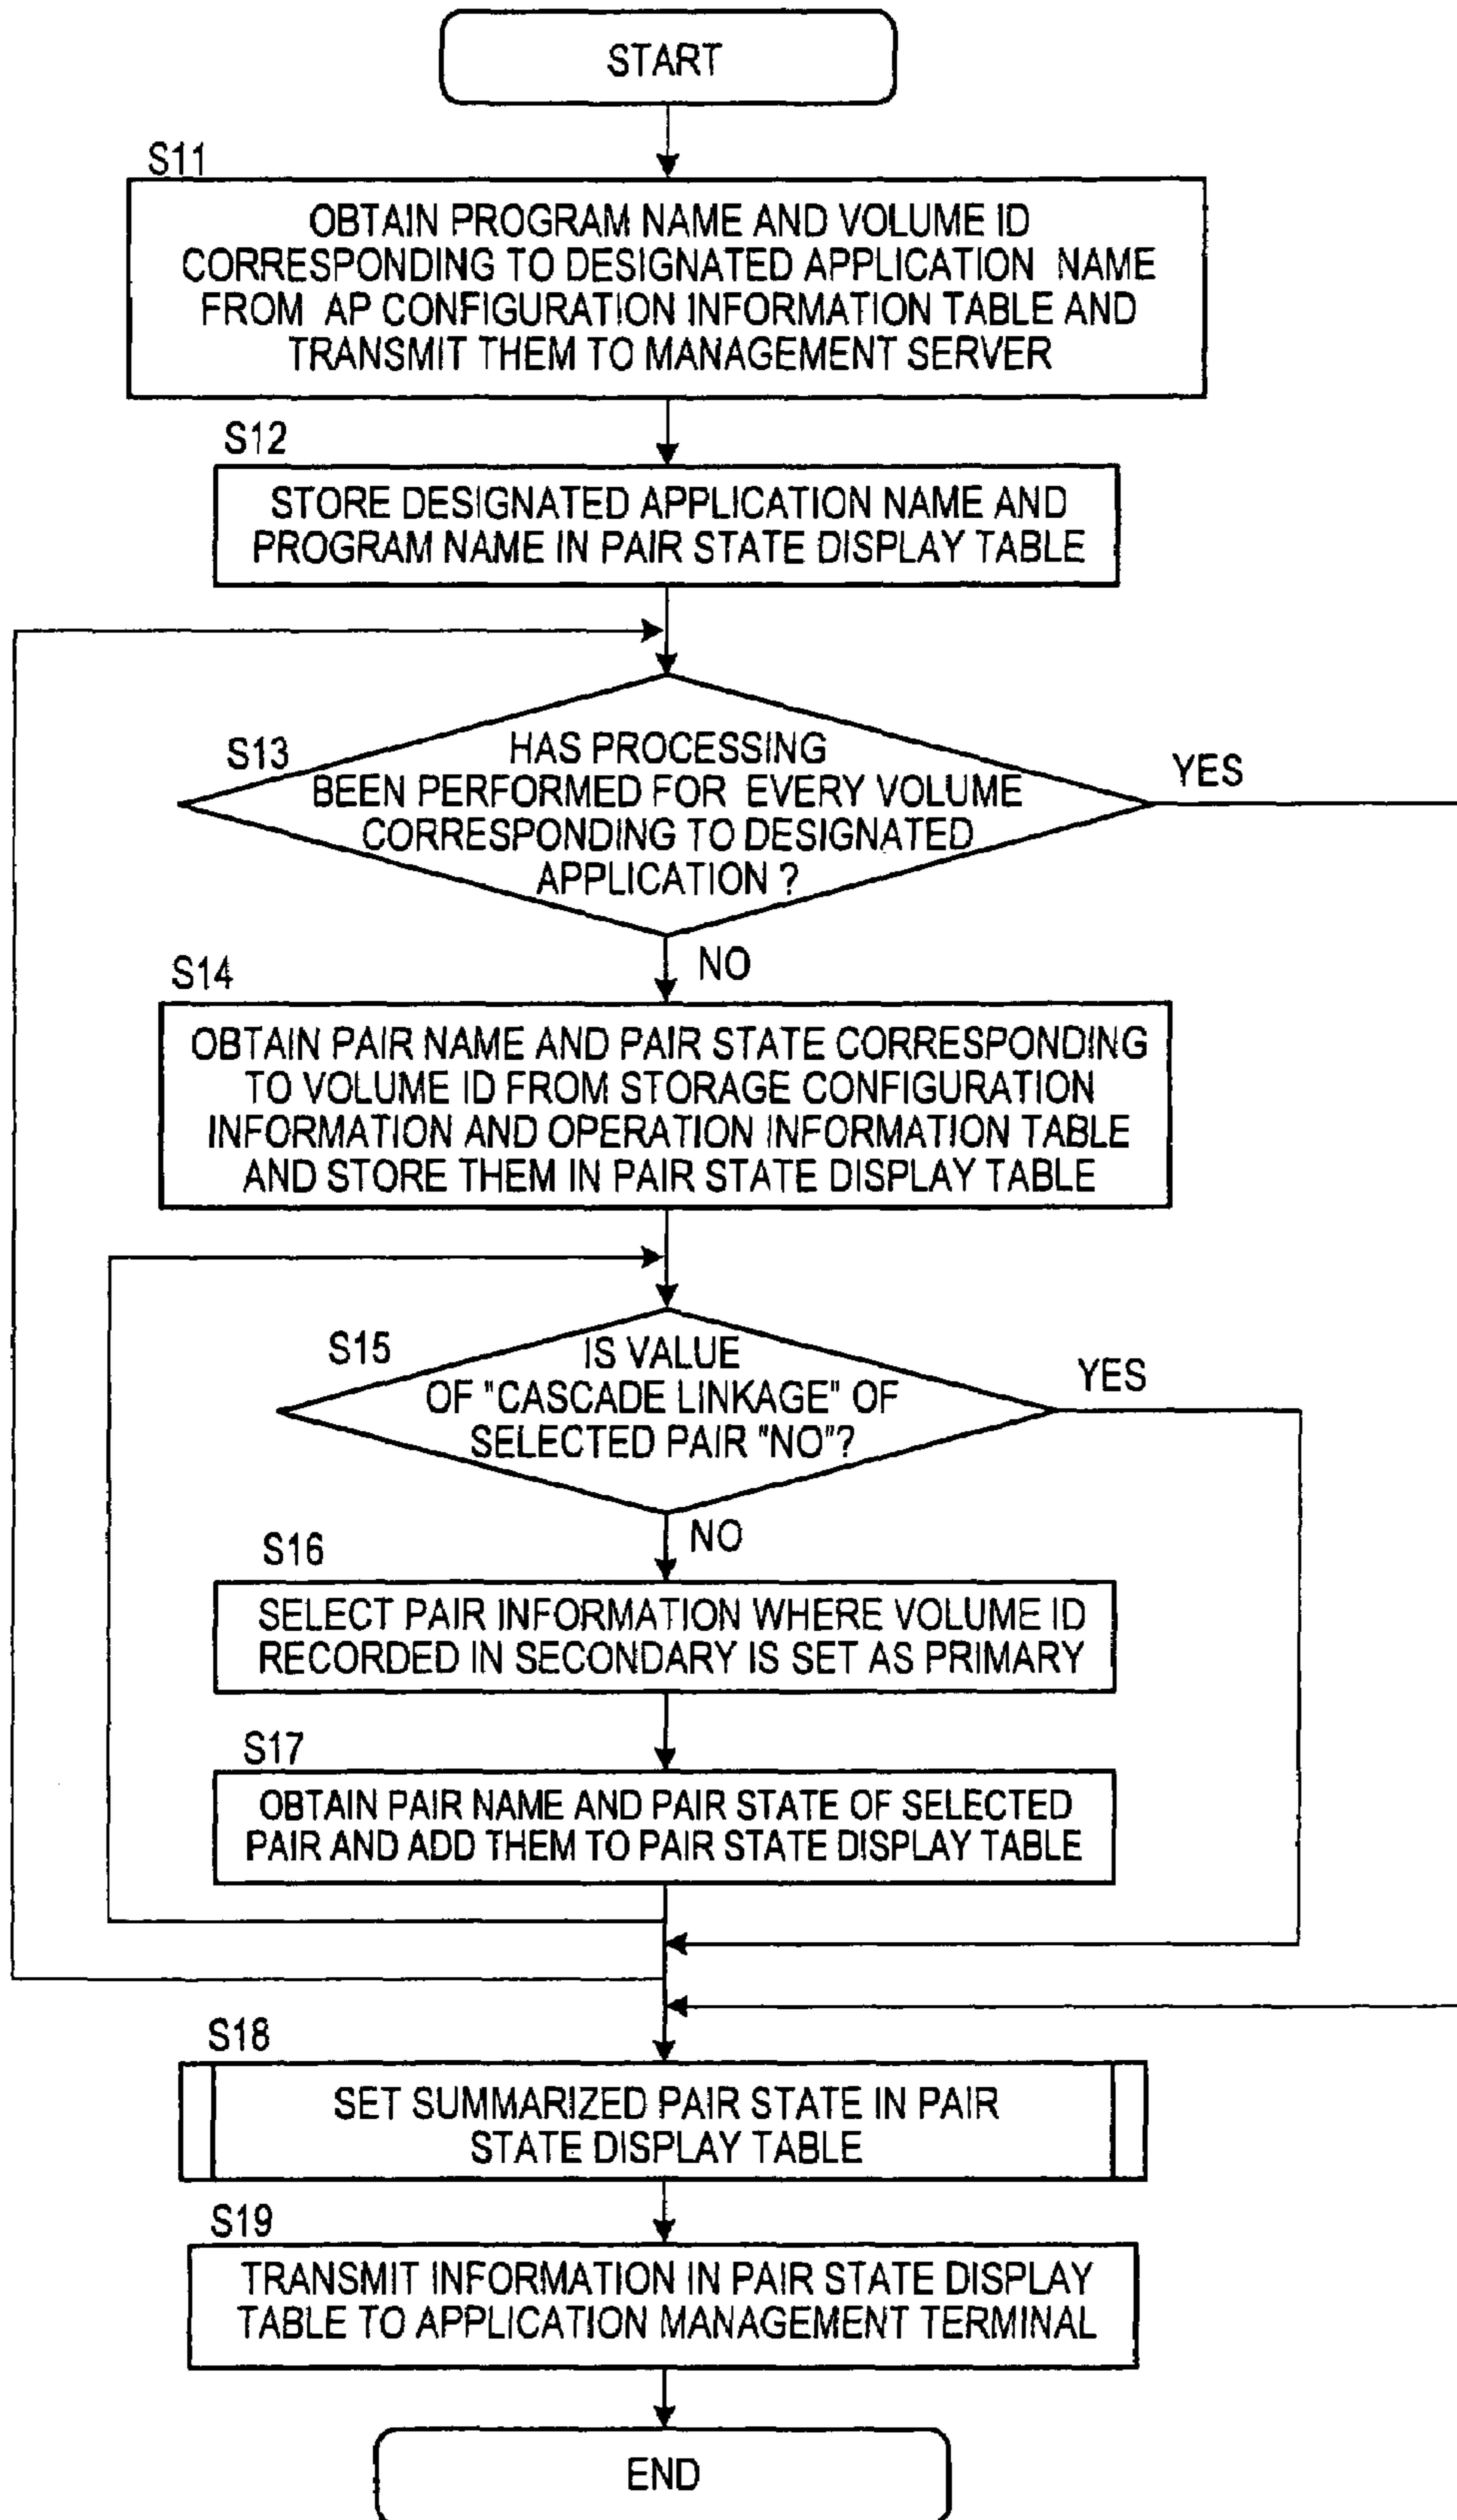 START
S11
OBTAIN PROGRAM NAME AND VOLUME ID
CORRESPONDING TO DESIGNATED APPLICATION NAME
FROM AP CONFIGURATION INFORMATION TABLE AND
TRANSMIT THEM TO MANAGEMENT SERVER
S12
STORE DESIGNATED APPLICATION NAME AND
PROGRAM NAME IN PAIR STATE DISPLAY TABLE
S13
HAS PROCESSING
BEEN PERFORMED FOR EVERY VOLUME
CORRESPONDING TO DESIGNATED
APPLICATION ?
YES
NO
S14
OBTAIN PAIR NAME AND PAIR STATE CORRESPONDING
TO VOLUME ID FROM STORAGE CONFIGURATION
INFORMATION AND OPERATION INFORMATION TABLE
AND STORE THEM IN PAIR STATE DISPLAY TABLE
S15
IS VALUE
OF "CASCADE LINKAGE" OF
SELECTED PAIR "NO"?
YES
NO
S16
SELECT PAIR INFORMATION WHERE VOLUME ID
RECORDED IN SECONDARY IS SET AS PRIMARY
S17
OBTAIN PAIR NAME AND PAIR STATE OF SELECTED
PAIR AND ADD THEM TO PAIR STATE DISPLAY TABLE
S18
SET SUMMARIZED PAIR STATE IN PAIR
STATE DISPLAY TABLE
S19
TRANSMIT INFORMATION IN PAIR STATE DISPLAY
TABLE TO APPLICATION MANAGEMENT TERMINAL
END